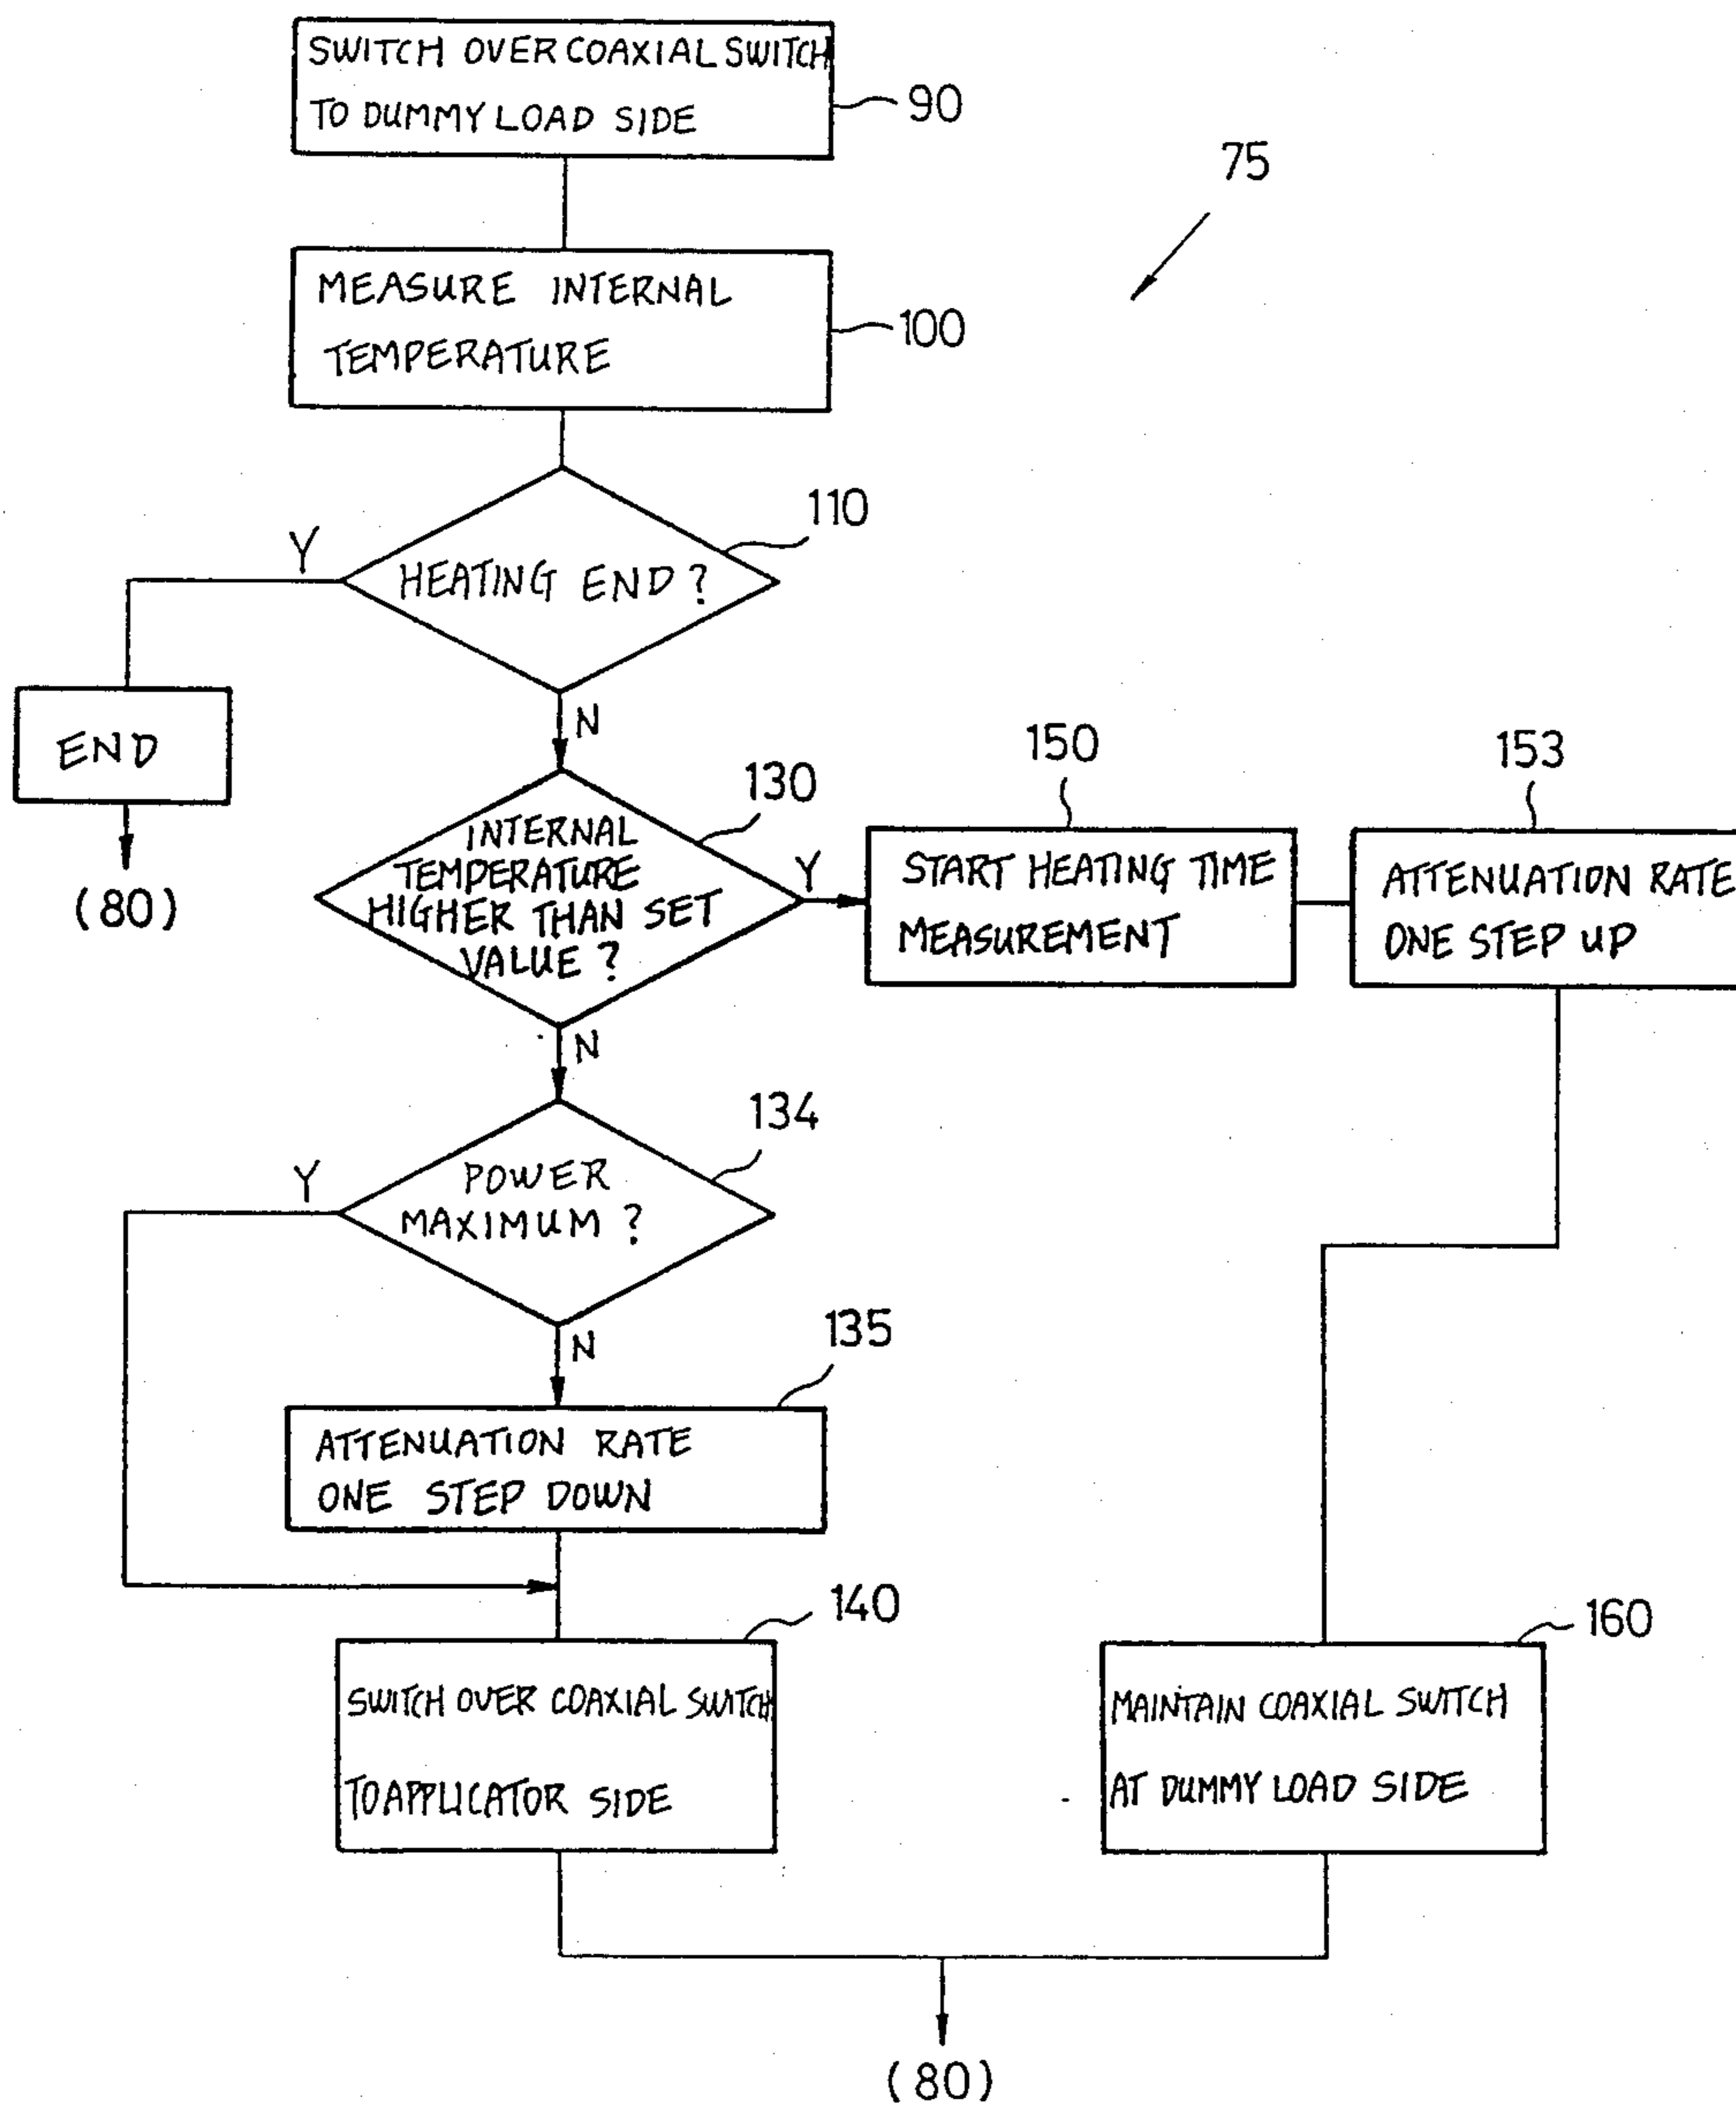 SWITCH OVER COAXIAL SWITCH
TO DUMMY LOAD SIDE
90
75
MEASURE INTERNAL
TEMPERATURE
100
110
Y
HEATING END?
END
(80)
N
130
INTERNAL
TEMPERATURE
HIGHER THAN SET
VALUE?
Y
150
START HEATING TIME
MEASUREMENT
153
ATTENUATION RATE
ONE STEP UP
N
134
Y
POWER
MAXIMUM?
N
135
ATTENUATION RATE
ONE STEP DOWN
140
SWITCH OVER COAXIAL SWITCH
TO APPLICATOR SIDE
160
MAINTAIN COAXIAL SWITCH
AT DUMMY LOAD SIDE
(80)